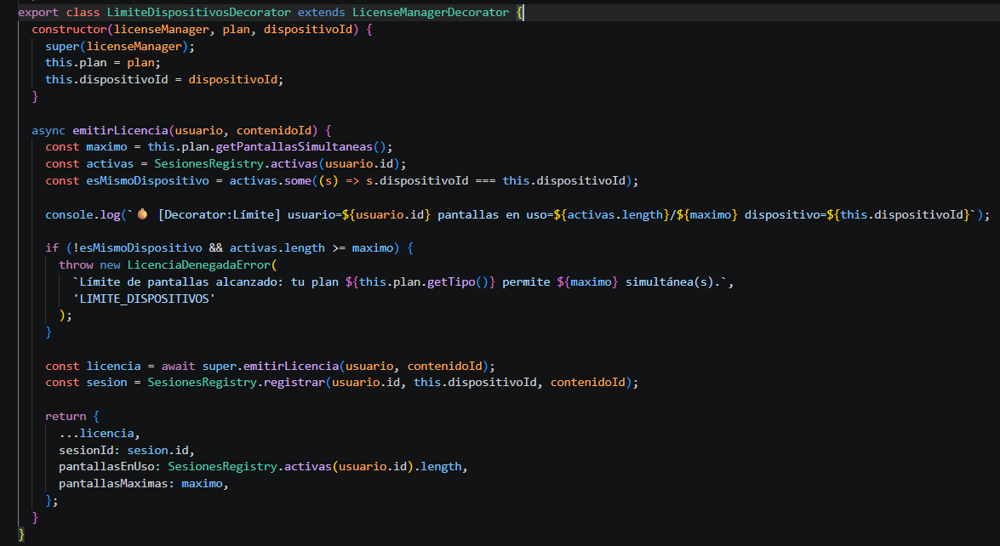 export class LimiteDispositivosDecorator extends LicenseManagerDecorator {
  constructor(licenseManager, plan, dispositivoId) {
    super(licenseManager);
    this.plan = plan;
    this.dispositivoId = dispositivoId;
  }

  async emitirLicencia(usuario, contenidoId) {
    const maximo = this.plan.getPantallasSimultaneas();
    const activas = SesionesRegistry.activas(usuario.id);
    const esMismoDispositivo = activas.some((s) => s.dispositivoId === this.dispositivoId);

    console.log(`🧅 [Decorator:Límite] usuario=${usuario.id} pantallas en uso=${activas.length}/${maximo} dispositivo=${this.dispositivoId}`);

    if (!esMismoDispositivo && activas.length >= maximo) {
      throw new LicenciaDenegadaError(
        `Límite de pantallas alcanzado: tu plan ${this.plan.getTipo()} permite ${maximo} simultánea(s).`,
        'LIMITE_DISPOSITIVOS'
      );
    }

    const licencia = await super.emitirLicencia(usuario, contenidoId);
    const sesion = SesionesRegistry.registrar(usuario.id, this.dispositivoId, contenidoId);

    return {
      ...licencia,
      sesionId: sesion.id,
      pantallasEnUso: SesionesRegistry.activas(usuario.id).length,
      pantallasMaximas: maximo,
    };
  }
}